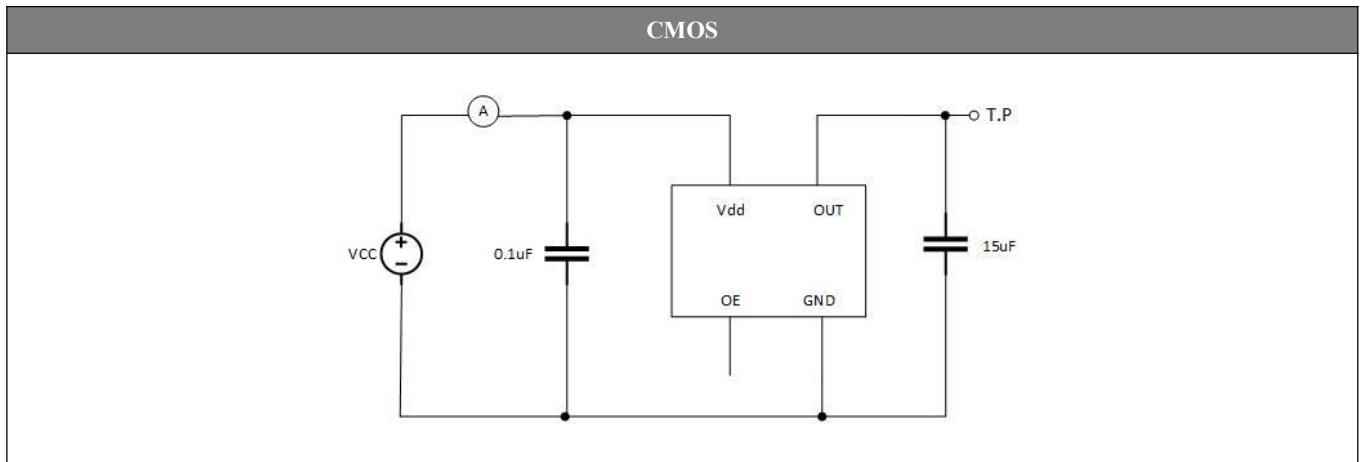 CMOS
A
T.P
Vdd
OUT
VCC
+
−
0.1uF
15uF
OE
GND